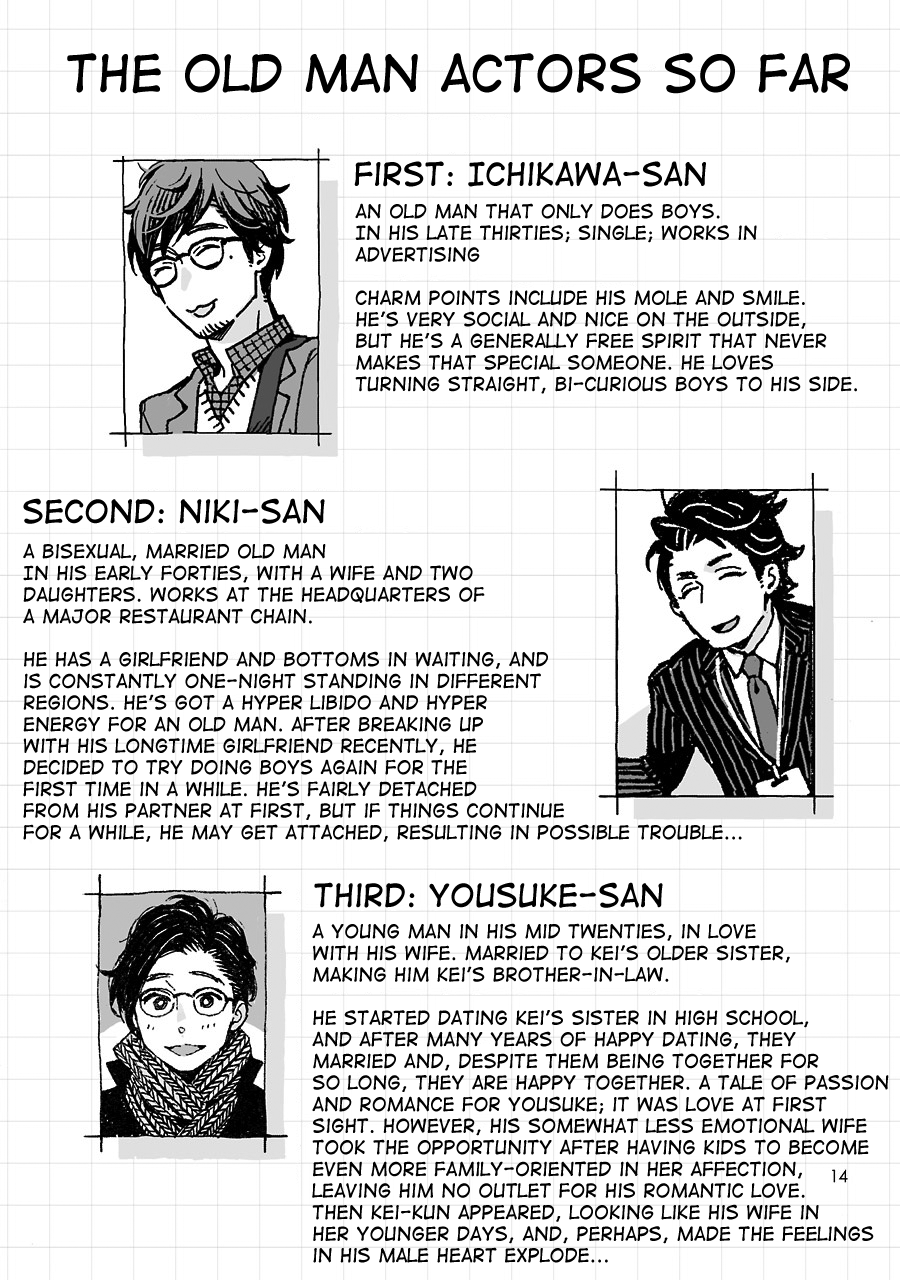 THE OLD MAN ACTORS SO FAR
FIRST: ICHIKAWA-SAN
AN OLD MAN THAT ONLY DOES BOYS.
IN HIS LATE THIRTIES; SINGLE; WORKS IN
ADVERTISING
CHARM POINTS INCLUDE HIS MOLE AND SMILE.
HE'S VERY SOCIAL AND NICE ON THE OUTSIDE,
BUT HE'S A GENERALLY FREE SPIRIT THAT NEVER
MAKES THAT SPECIAL SOMEONE. HE LOVES
TURNING STRAIGHT, BI-CURIOUS BOYS TO HIS SIDE.
SECOND: NIKI-SAN
A BISEXUAL, MARRIED OLD MAN
IN HIS EARLY FORTIES, WITH A WIFE AND TWO
DAUGHTERS. WORKS AT THE HEADQUARTERS OF
A MAJOR RESTAURANT CHAIN.
HE HAS A GIRLFRIEND AND BOTTOMS IN WAITING, AND
IS CONSTANTLY ONE-NIGHT STANDING IN DIFFERENT
REGIONS. HE'S GOT A HYPER LIBIDO AND HYPER
ENERGY FOR AN OLD MAN. AFTER BREAKING UP
WITH HIS LONGTIME GIRLFRIEND RECENTLY, HE
DECIDED TO TRY DOING BOYS AGAIN FOR THE
FIRST TIME IN A WHILE. HE'S FAIRLY DETACHED
FROM HIS PARTNER AT FIRST, BUT IF THINGS CONTINUE
FOR A WHILE, HE MAY GET ATTACHED, RESULTING IN POSSIBLE TROUBLE...
THIRD: YOUSUKE-SAN
A YOUNG MAN IN HIS MID TWENTIES, IN LOVE
WITH HIS WIFE. MARRIED TO KEI'S OLDER SISTER,
MAKING HIM KEI'S BROTHER-IN-LAW.
HE STARTED DATING KEI'S SISTER IN HIGH SCHOOL,
AND AFTER MANY YEARS OF HAPPY DATING, THEY
MARRIED AND, DESPITE THEM BEING TOGETHER FOR
SO LONG, THEY ARE HAPPY TOGETHER. A TALE OF PASSION
AND ROMANCE FOR YOUSUKE; IT WAS LOVE AT FIRST
SIGHT. HOWEVER, HIS SOMEWHAT LESS EMOTIONAL WIFE
TOOK THE OPPORTUNITY AFTER HAVING KIDS TO BECOME
EVEN MORE FAMILY-ORIENTED IN HER AFFECTION,
LEAVING HIM NO OUTLET FOR HIS ROMANTIC LOVE.
THEN KEI-KUN APPEARED, LOOKING LIKE HIS WIFE IN
HER YOUNGER DAYS, AND, PERHAPS, MADE THE FEELINGS
IN HIS MALE HEART EXPLODE...
14